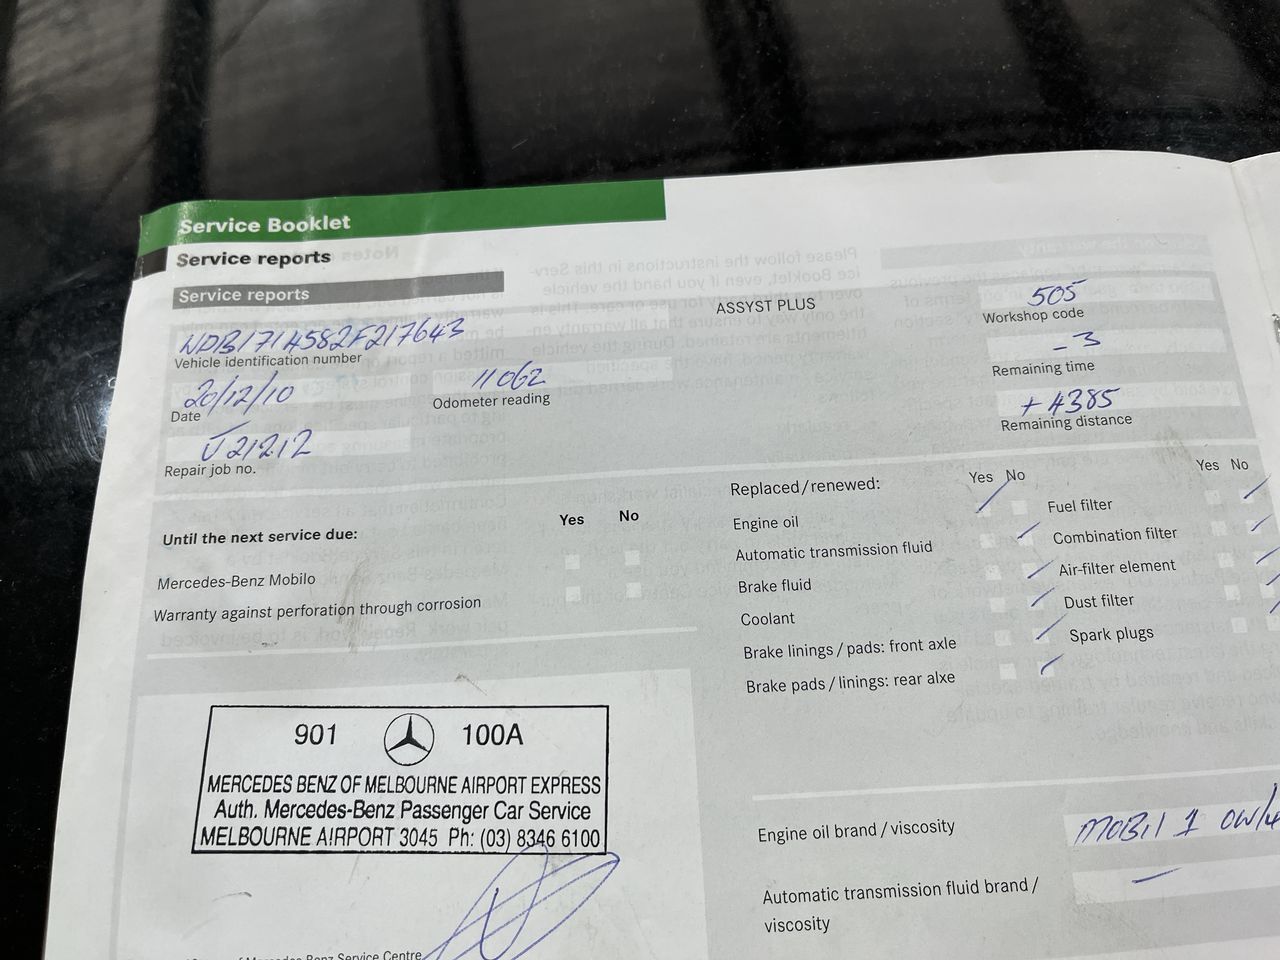 Service Booklet
Service reports
Service reports
WDB1714582F217643
Vehicle identification number
20/12/10
Date
11062
Odometer reading
J21212
Repair job no.
ASSYST PLUS
505
Workshop code
-3
Remaining time
+4385
Remaining distance
Until the next service due:
Yes No
Mercedes-Benz Mobilo
Warranty against perforation through corrosion
901 100A
MERCEDES BENZ OF MELBOURNE AIRPORT EXPRESS
Auth. Mercedes-Benz Passenger Car Service
MELBOURNE AIRPORT 3045 Ph: (03) 8346 6100
Mercedes-Benz Service Centre
Replaced/renewed:
Yes No
Engine oil
Automatic transmission fluid
Brake fluid
Coolant
Brake linings/pads: front axle
Brake pads/linings: rear alxe
Yes No
Fuel filter
Combination filter
Air-filter element
Dust filter
Spark plugs
Engine oil brand/viscosity
MOBIL 1 0W/4
Automatic transmission fluid brand/
viscosity